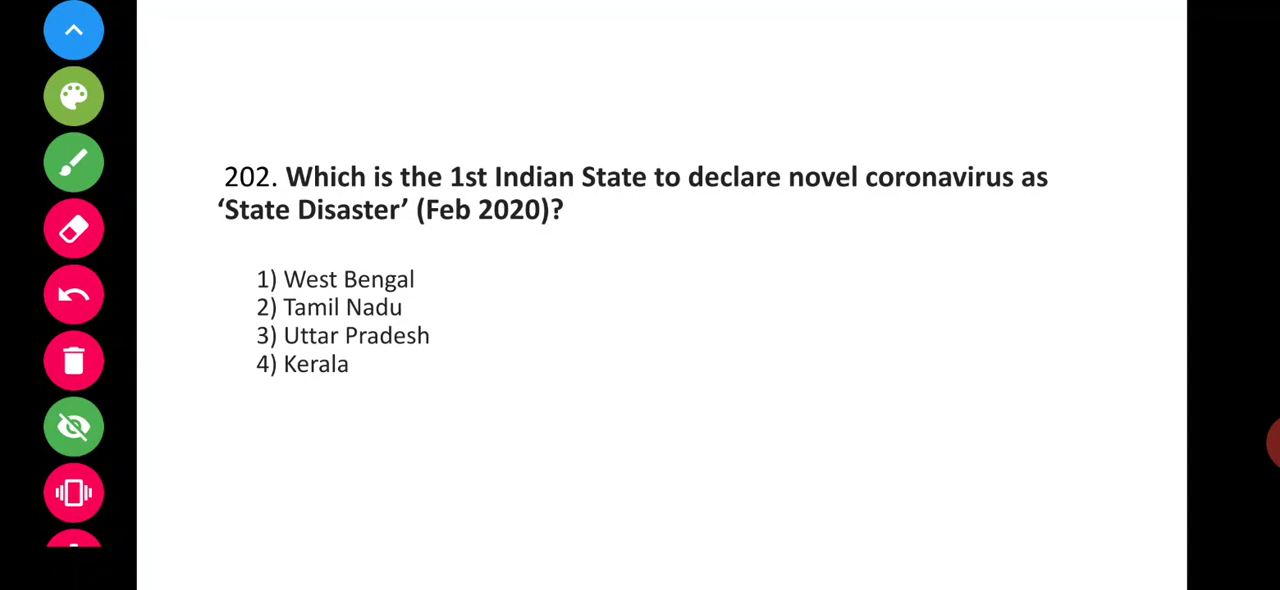 202. Which is the 1st Indian State to declare novel coronavirus as
‘State Disaster’ (Feb 2020)?
1) West Bengal
2) Tamil Nadu
3) Uttar Pradesh
4) Kerala